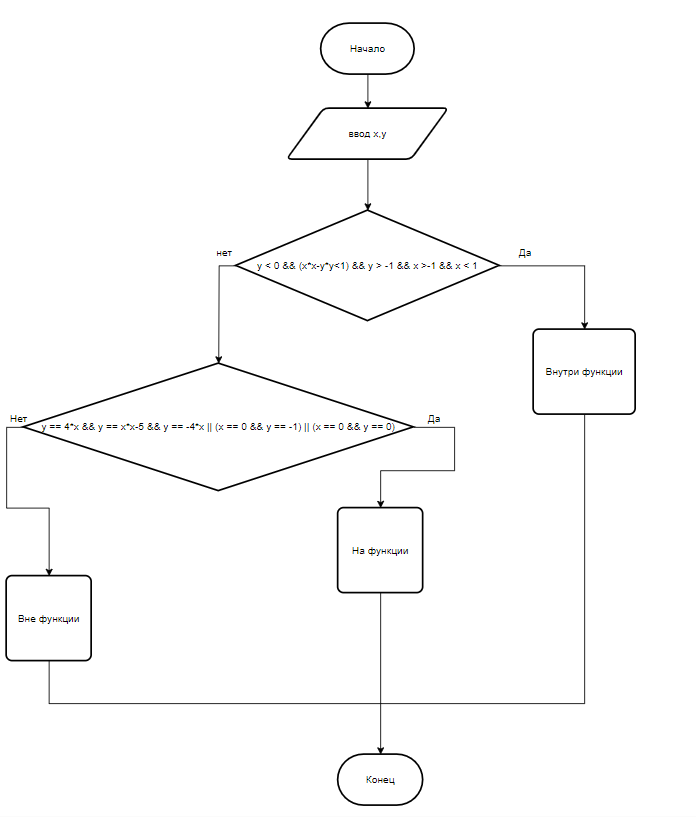 Начало
ввод x,y
нет
Да
y < 0 && (x*x-y*y<1) && y > -1 && x >-1 && x < 1
Внутри функции
Нет
Да
y == 4*x && y == x*x-5 && y == -4*x || (x == 0 && y == -1) || (x == 0 && y == 0)
На функции
Вне функции
Конец